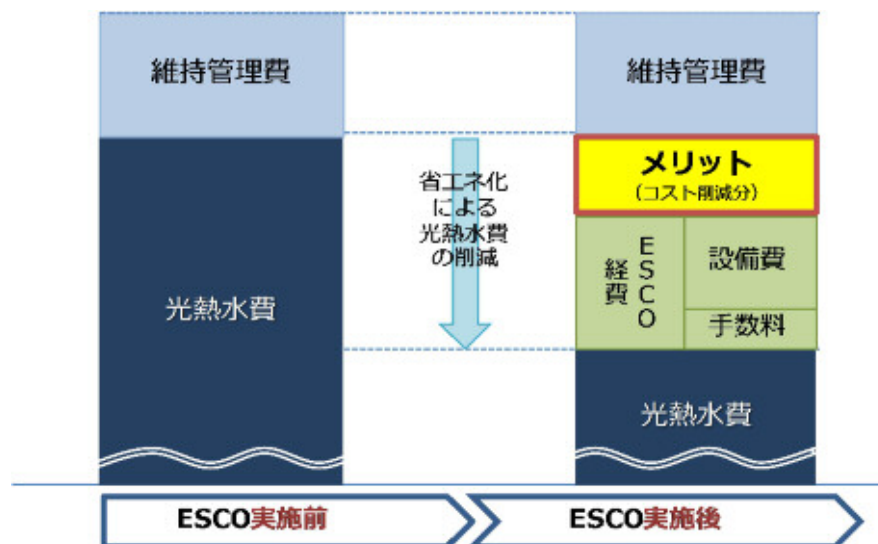 維持管理費
光熱水費
省エネ化
による
光熱水費
の削減
維持管理費
メリット
(コスト削減分)
ESCO
経費
設備費
手数料
光熱水費
ESCO実施前
ESCO実施後